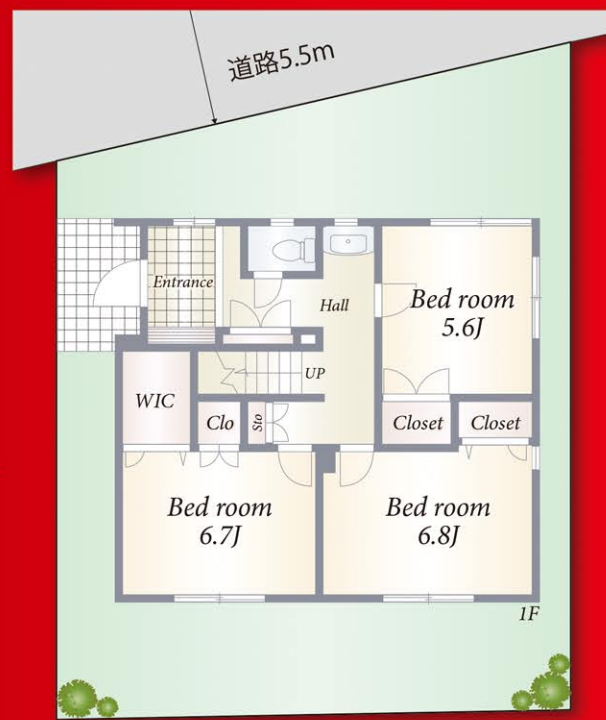 道路5.5m
Entrance
Hall
Bed room
5.6J
UP
WIC
Clo
Sto
Closet
Closet
Bed room
6.7J
Bed room
6.8J
1F